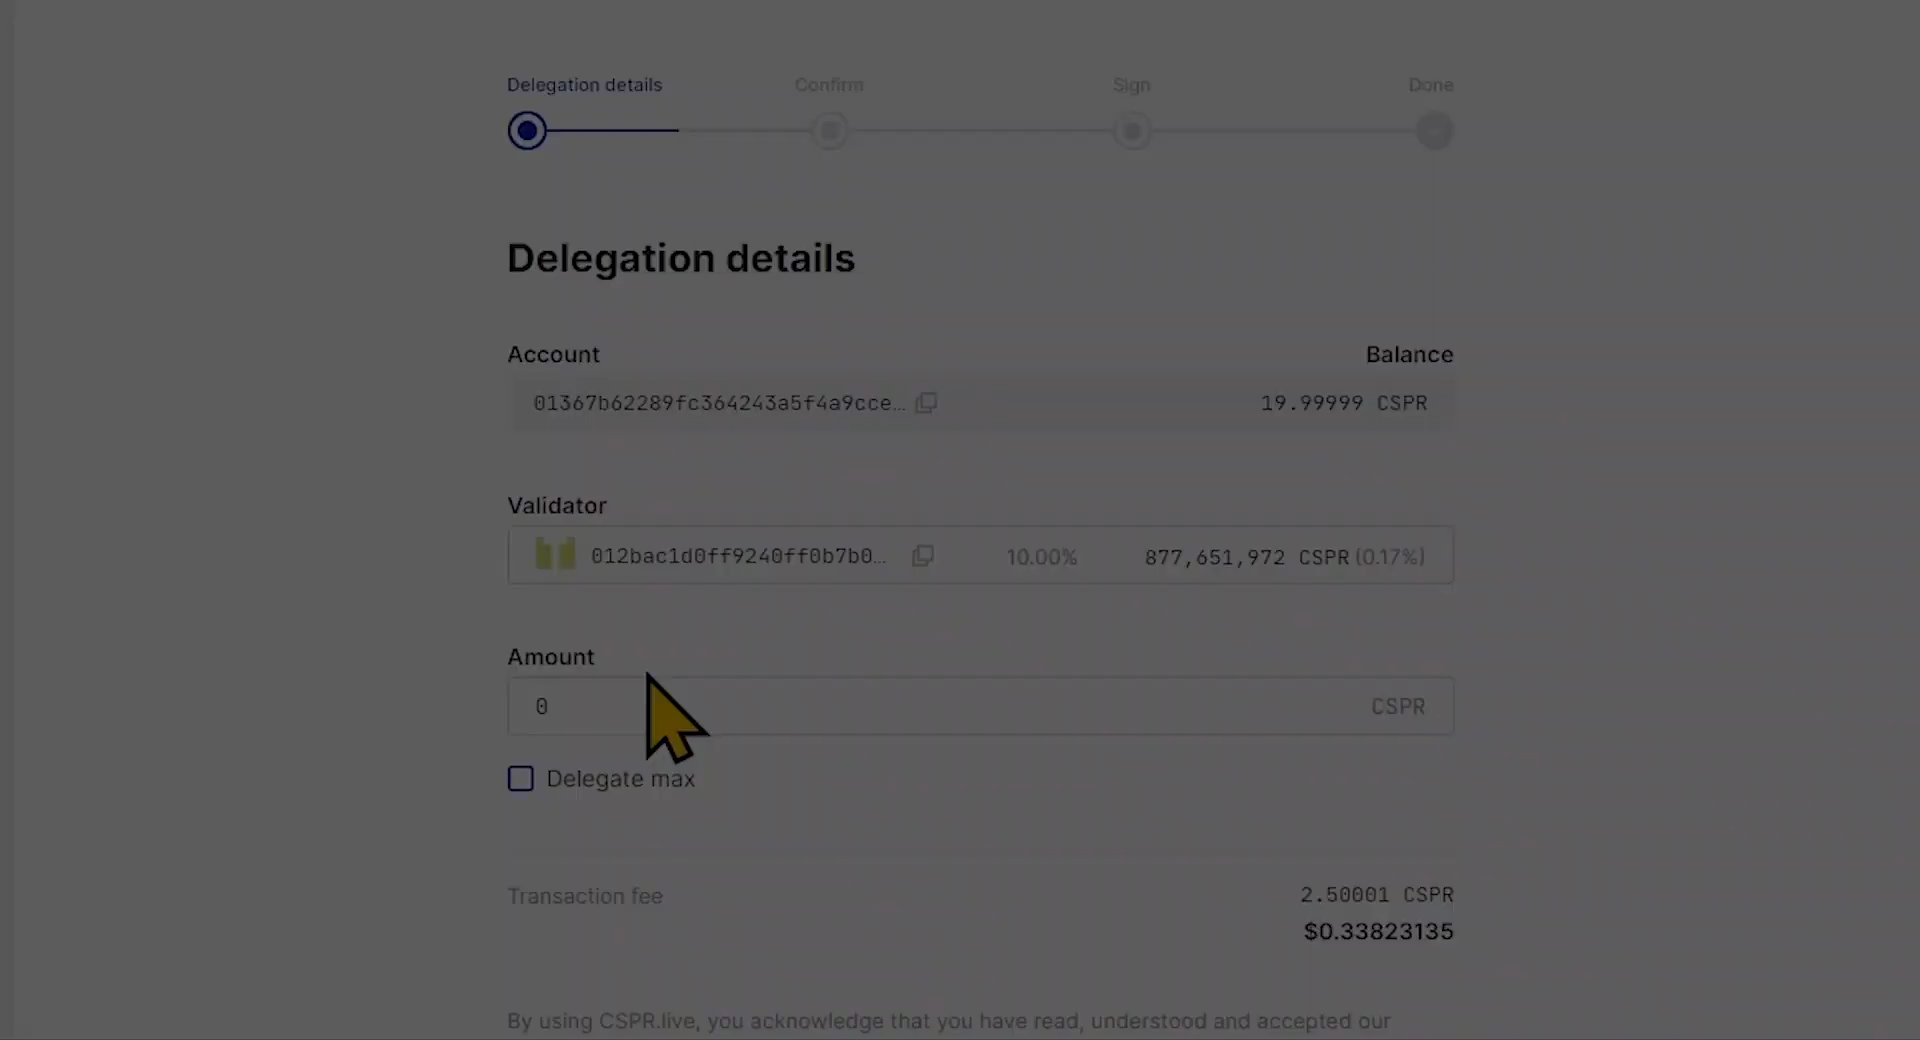 Delegation details Confirm Sign Done
Delegation details
Account Balance
01367b62289fc364243a5f4a9cce… 19.99999 CSPR
Validator
012bac1d0ff9240ff0b7b0… 10.00% 877,651,972 CSPR (0.17%)
Amount
0 CSPR
Delegate max
Transaction fee 2.50001 CSPR
$0.33823135
By using CSPR.live, you acknowledge that you have read, understood and accepted our